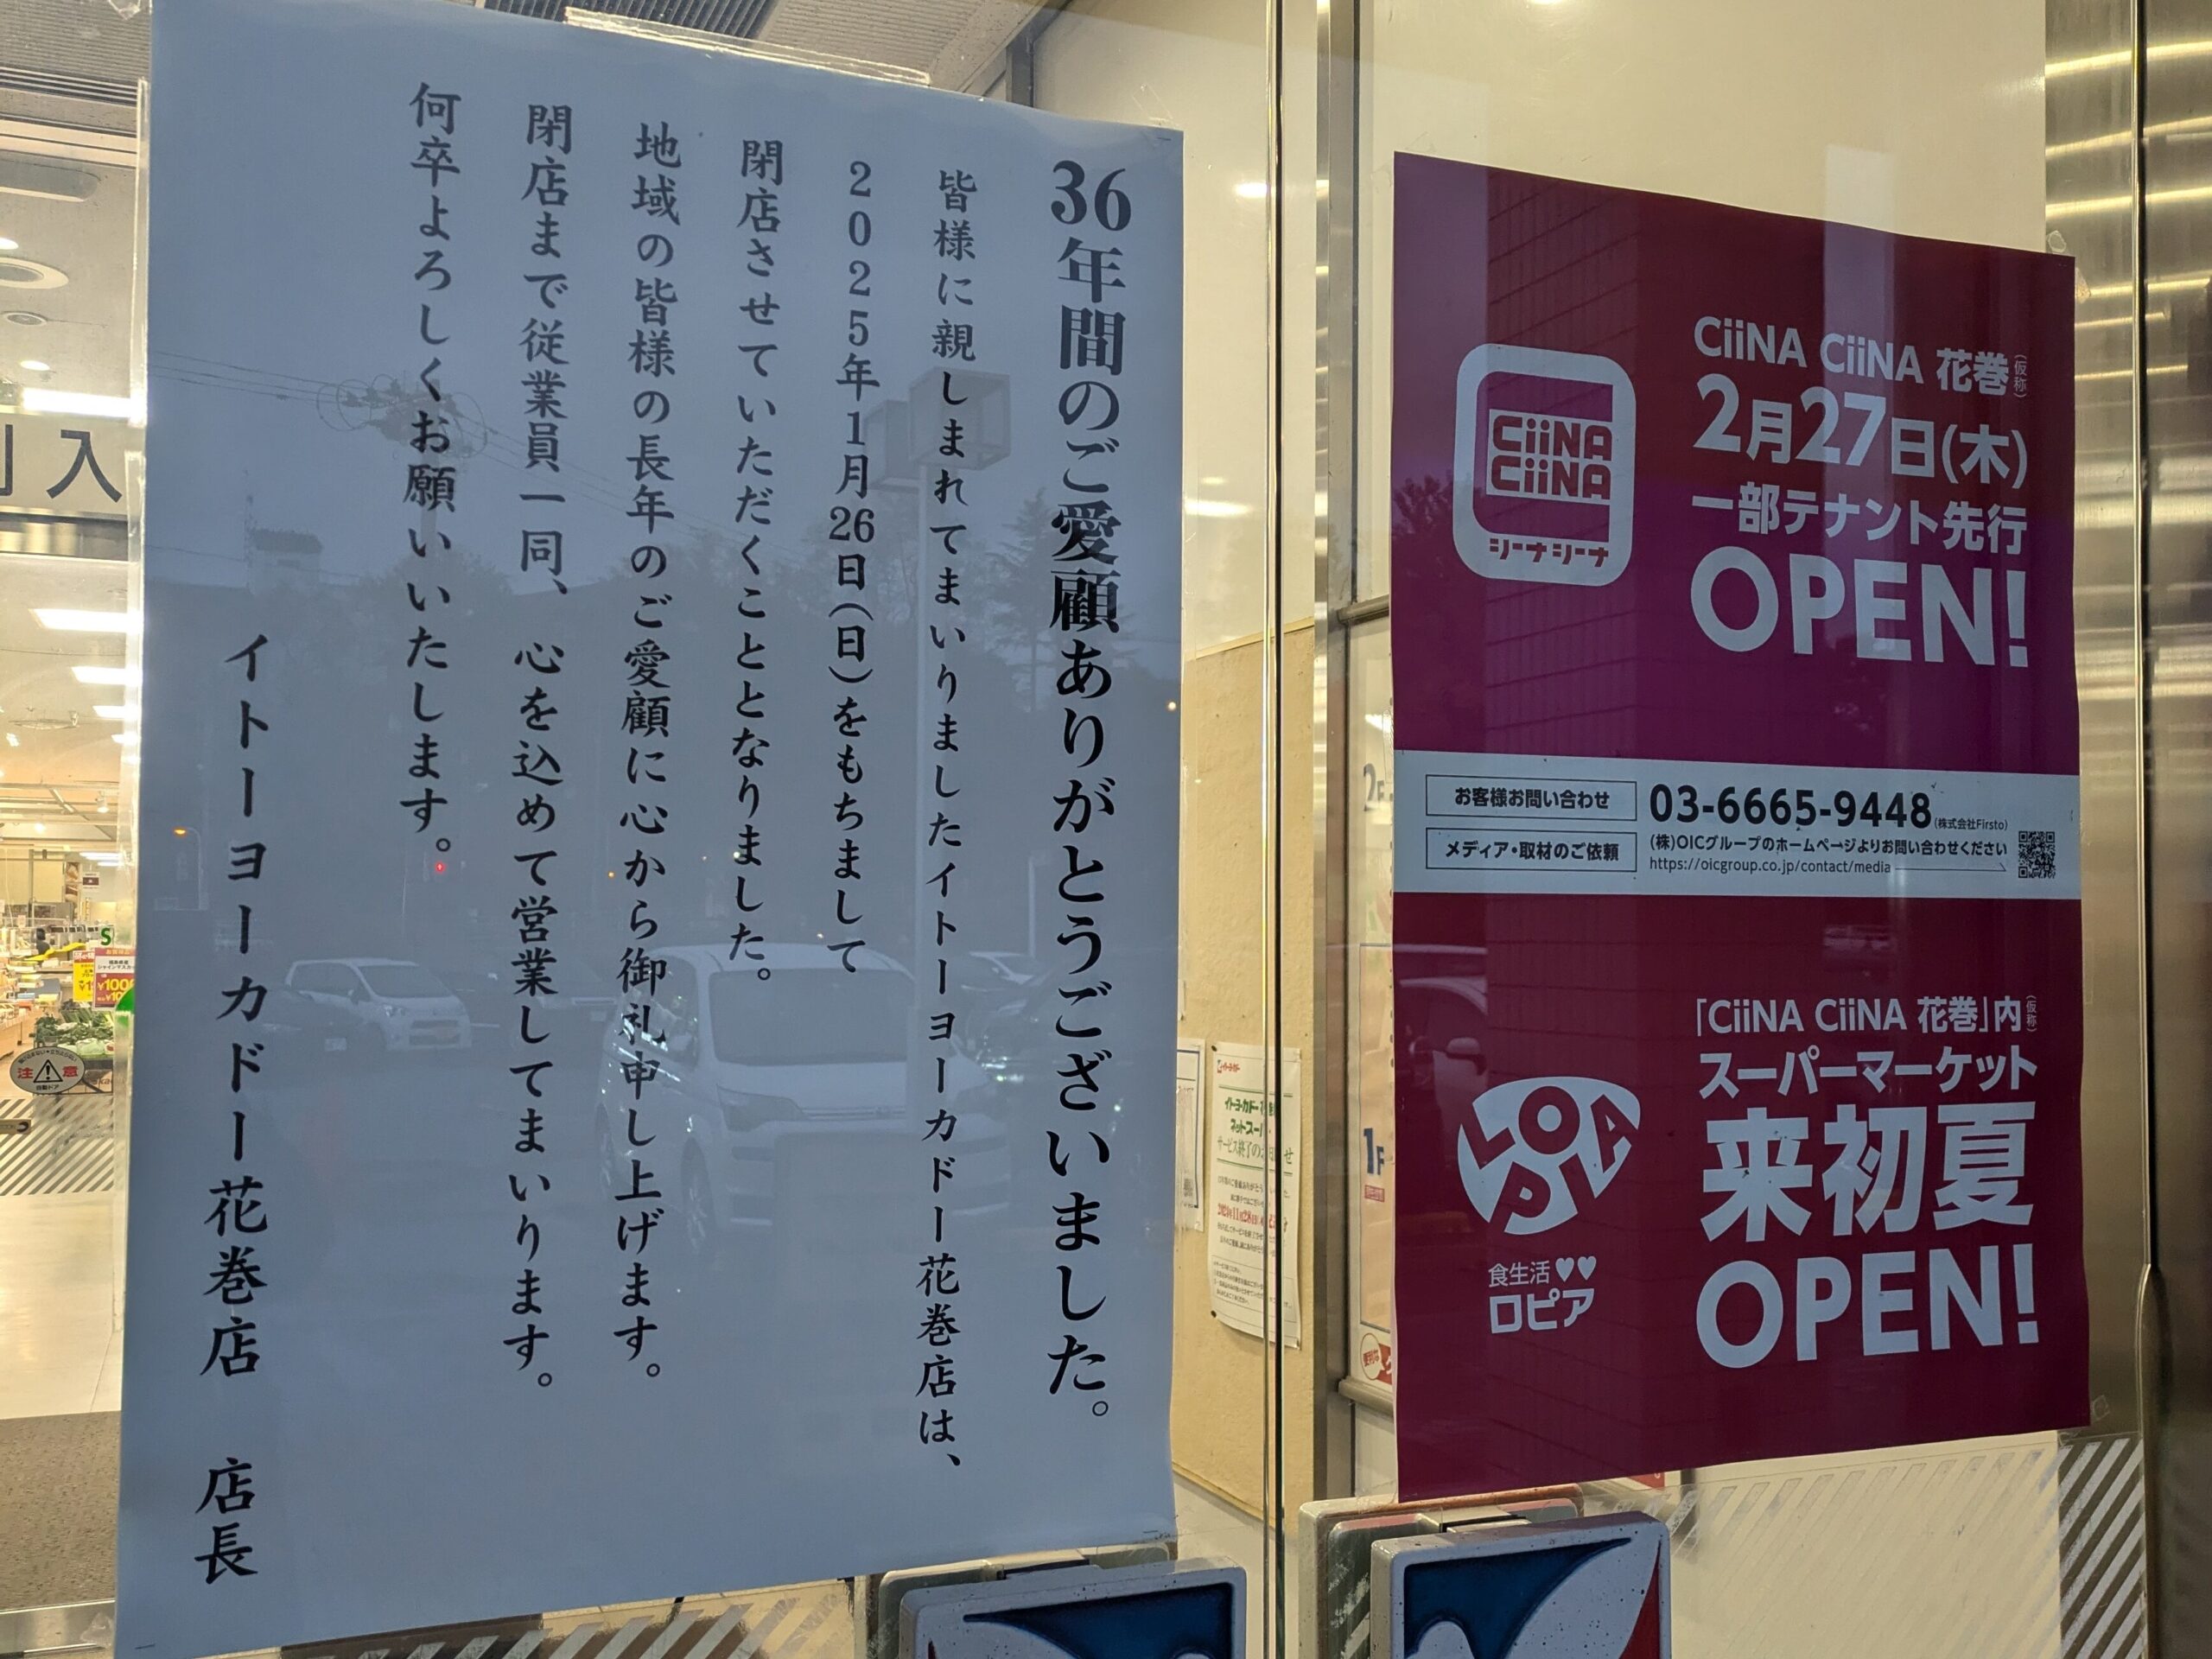 36年間のご愛顧ありがとうございました。
皆様に親しまれてまいりましたイトーヨーカドー花巻店は、
2025年1月26日（日）をもちまして
閉店させていただくこととなりました。
地域の皆様の長年のご愛顧に心から御礼申し上げます。
閉店まで従業員一同、心を込めて営業してまいります。
何卒よろしくお願いいたします。
イトーヨーカドー花巻店　店長
CiiNA CiiNA 花巻(仮称)
2月27日(木)
一部テナント先行
OPEN!
CiiNA
CiiNA
シーナシーナ
お客様お問い合わせ 03-6665-9448(株式会社Firsto)
メディア・取材のご依頼 (株)OICグループのホームページよりお問い合わせください
https://oicgroup.co.jp/contact/media
「CiiNA CiiNA 花巻」内(仮称)
スーパーマーケット
来初夏
OPEN!
LOPIA
食生活♥♥
ロピア
入
注意
自動ドア
2F
1F